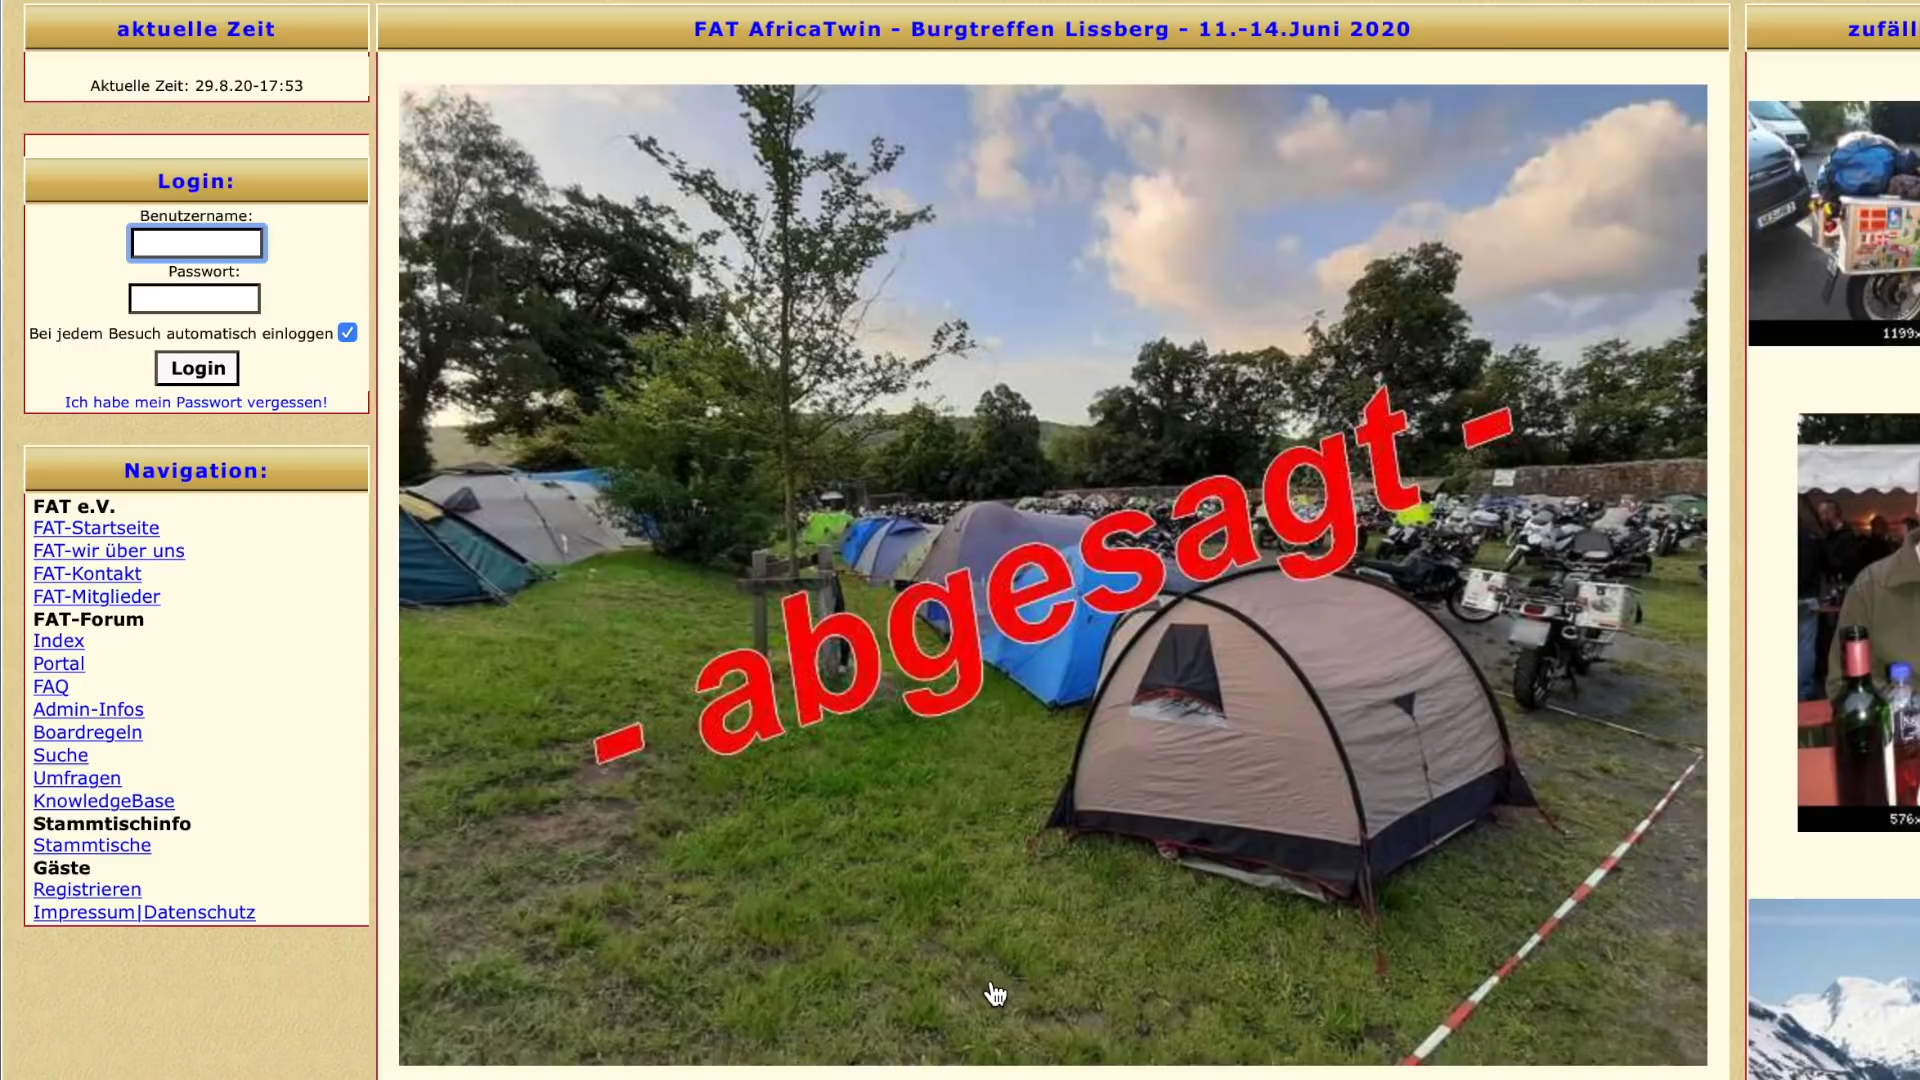 aktuelle Zeit
Aktuelle Zeit: 29.8.20-17:53
Login:
Benutzername:
Passwort:
Bei jedem Besuch automatisch einloggen
Login
Ich habe mein Passwort vergessen!
Navigation:
FAT e.V.
FAT-Startseite
FAT-wir über uns
FAT-Kontakt
FAT-Mitglieder
FAT-Forum
Index
Portal
FAQ
Admin-Infos
Boardregeln
Suche
Umfragen
KnowledgeBase
Stammtischinfo
Stammtische
Gäste
Registrieren
Impressum|Datenschutz
FAT AfricaTwin - Burgtreffen Lissberg - 11.-14.Juni 2020
- abgesagt -
zufäll
1199x
576x